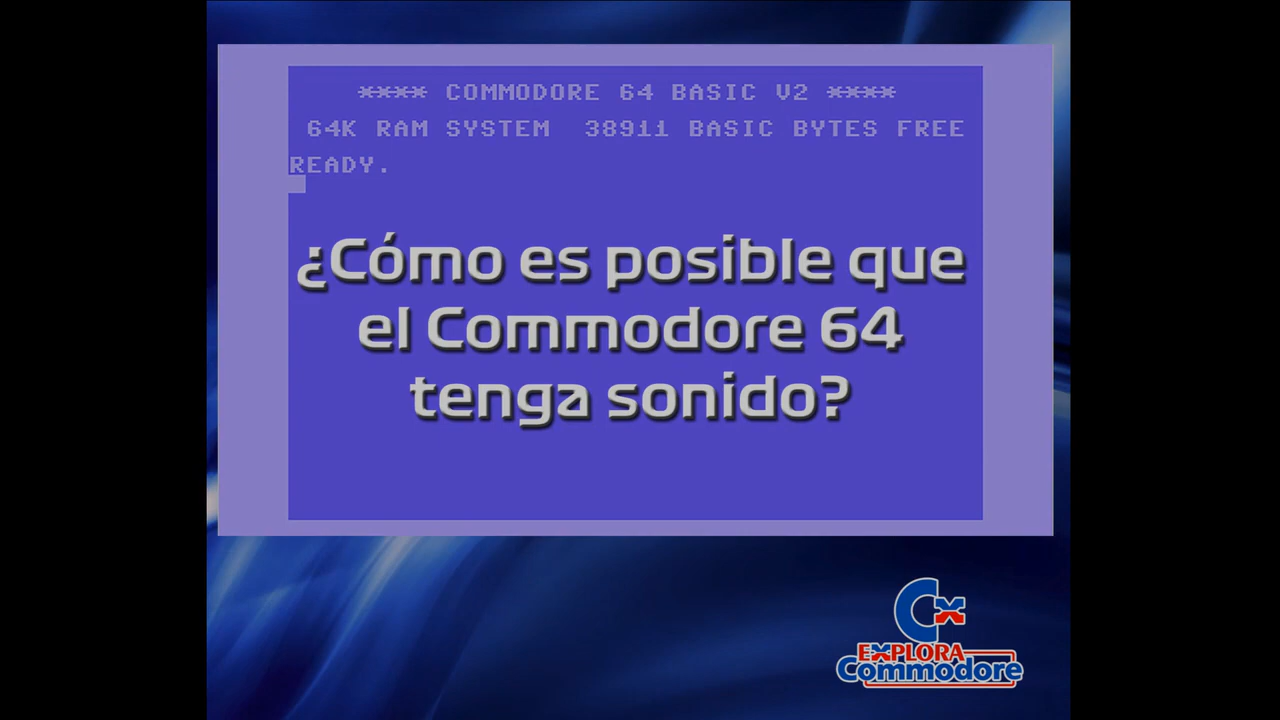 **** COMMODORE 64 BASIC V2 ****
64K RAM SYSTEM  38911 BASIC BYTES FREE
READY.
¿Cómo es posible que
el Commodore 64
tenga sonido?
EXPLORA
Commodore